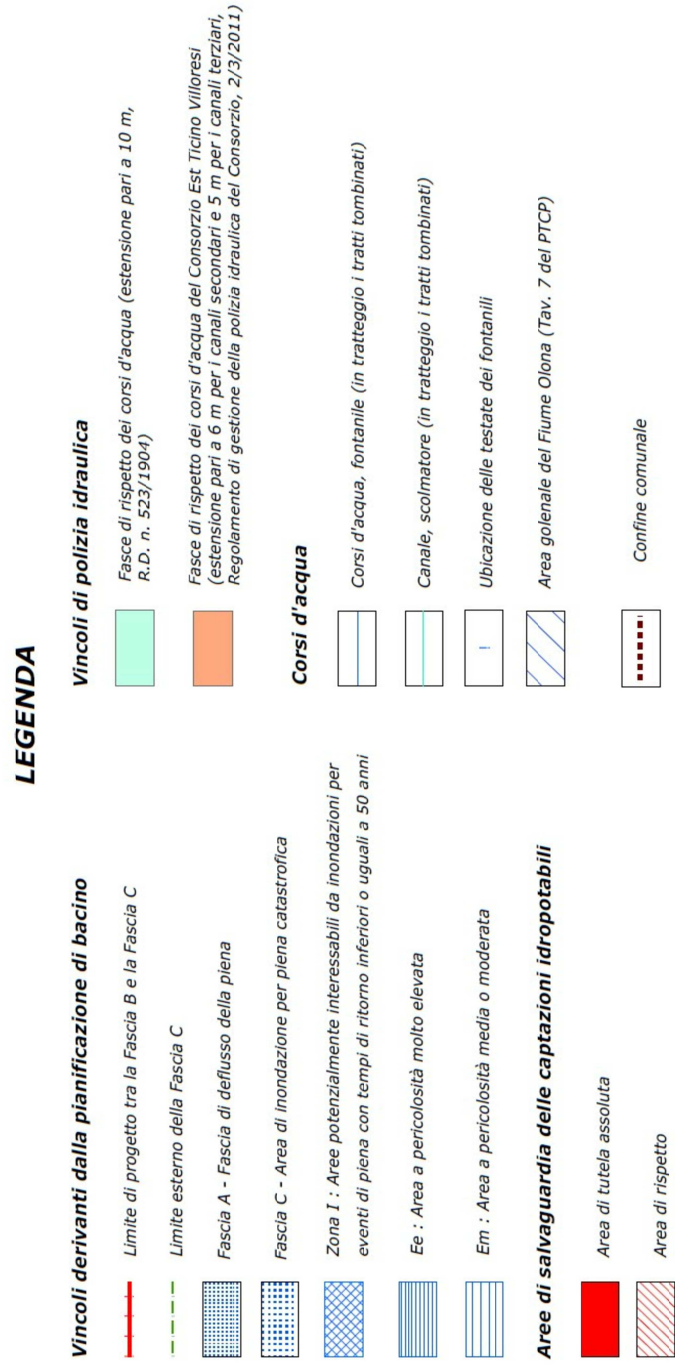 LEGENDA
Vincoli derivanti dalla pianificazione di bacino
Limite di progetto tra la Fascia B e la Fascia C
Limite esterno della Fascia C
Fascia A - Fascia di deflusso della piena
Fascia C - Area di inondazione per piena catastrofica
Zona I : Aree potenzialmente interessabili da inondazioni per
eventi di piena con tempi di ritorno inferiori o uguali a 50 anni
Ee : Area a pericolosità molto elevata
Em : Area a pericolosità media o moderata
Aree di salvaguardia delle captazioni idropotabili
Area di tutela assoluta
Area di rispetto
Vincoli di polizia idraulica
Fasce di rispetto dei corsi d'acqua (estensione pari a 10 m,
R.D. n. 523/1904)
Fasce di rispetto dei corsi d'acqua del Consorzio Est Ticino Villoresi
(estensione pari a 6 m per i canali secondari e 5 m per i canali terziari,
Regolamento di gestione della polizia idraulica del Consorzio, 2/3/2011)
Corsi d'acqua
Corsi d'acqua, fontanile (in tratteggio i tratti tombinati)
Canale, scolmatore (in tratteggio i tratti tombinati)
Ubicazione delle testate dei fontanili
Area golenale del Fiume Olona (Tav. 7 del PTCP)
Confine comunale